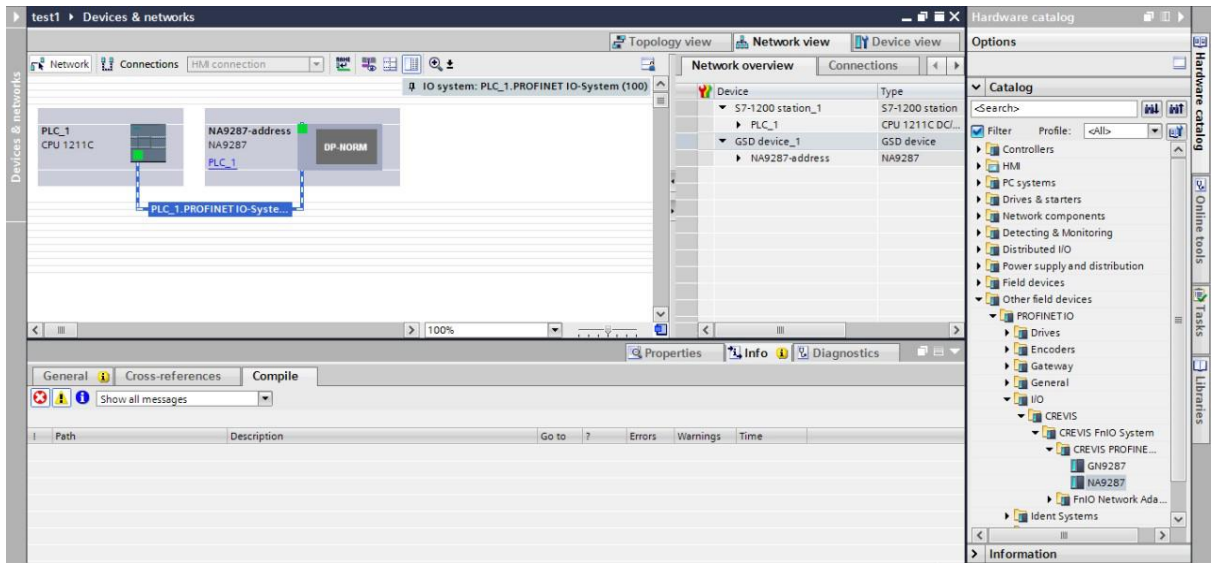 test1 ▸ Devices & networks
Topology view
Network view
Device view
Network
Connections
HMI connection
IO system: PLC_1.PROFINET IO-System (100)
PLC_1
CPU 1211C
NA9287-address
NA9287
PLC_1
DP-NORM
PLC_1.PROFINET IO-Syste...
100%
Devices & networks
Network overview
Connections
Device
Type
S7-1200 station_1
S7-1200 station
PLC_1
CPU 1211C DC/...
GSD device_1
GSD device
NA9287-address
NA9287
Properties
Info
Diagnostics
General
Cross-references
Compile
Show all messages
! Path Description Go to ? Errors Warnings Time
Hardware catalog
Options
Catalog
<Search>
Filter Profile: <All>
Controllers
HMI
PC systems
Drives & starters
Network components
Detecting & Monitoring
Distributed I/O
Power supply and distribution
Field devices
Other field devices
PROFINET IO
Drives
Encoders
Gateway
General
I/O
CREVIS
CREVIS FnIO System
CREVIS PROFINE...
GN9287
NA9287
FnIO Network Ada...
Ident Systems
Information
Hardware catalog
Online tools
Tasks
Libraries